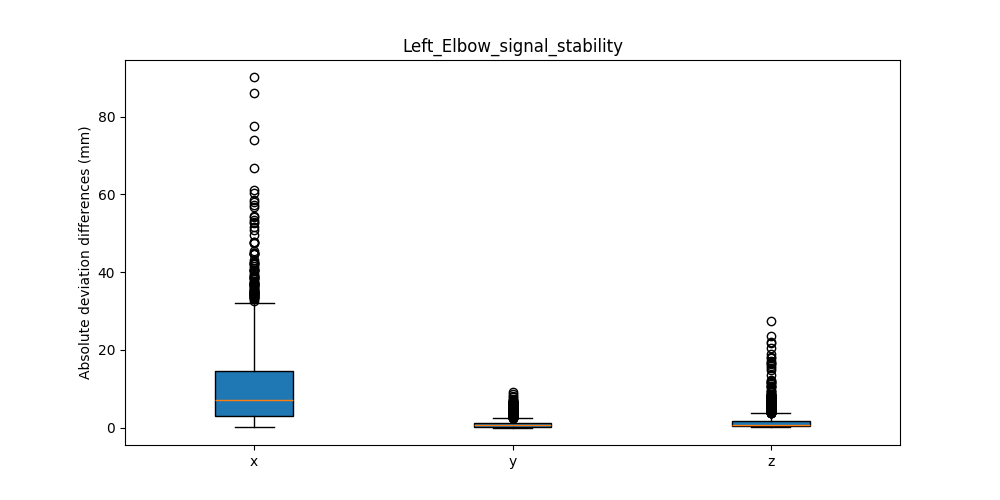 Left_Elbow_signal_stability
Absolute deviation differences (mm)
80
60
40
20
0
x y z